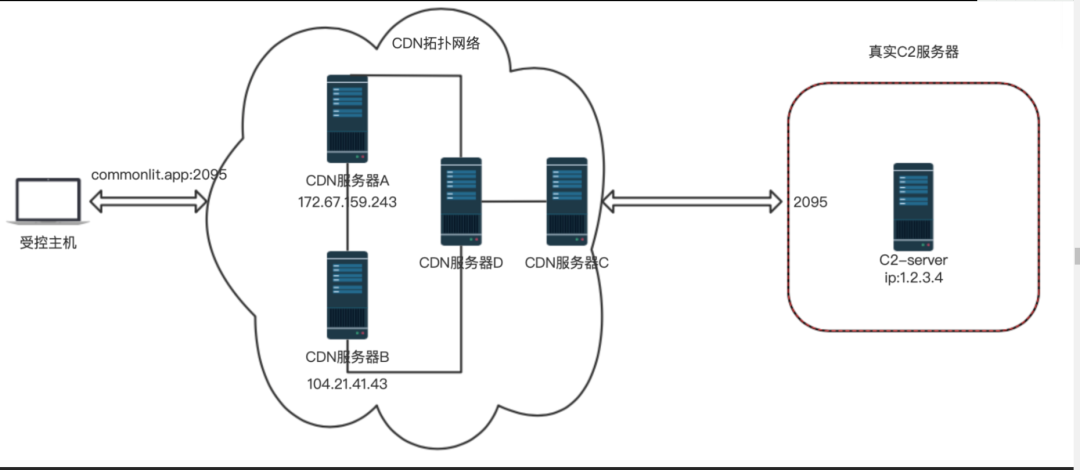 CDN拓扑网络
真实C2服务器
commonlit.app:2095
CDN服务器A
172.67.159.243
2095
受控主机
CDN服务器D
CDN服务器C
C2-server
ip:1.2.3.4
CDN服务器B
104.21.41.43